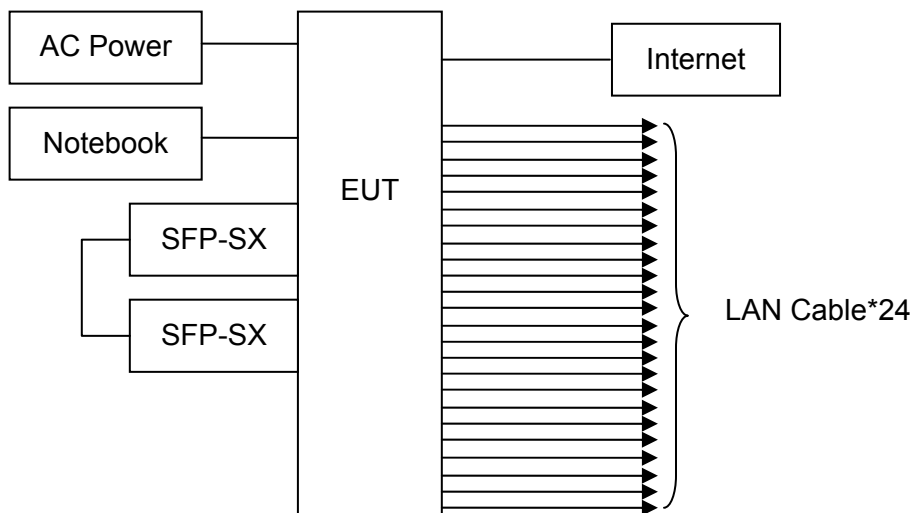 AC Power
Internet
Notebook
EUT
SFP-SX
LAN Cable*24
SFP-SX